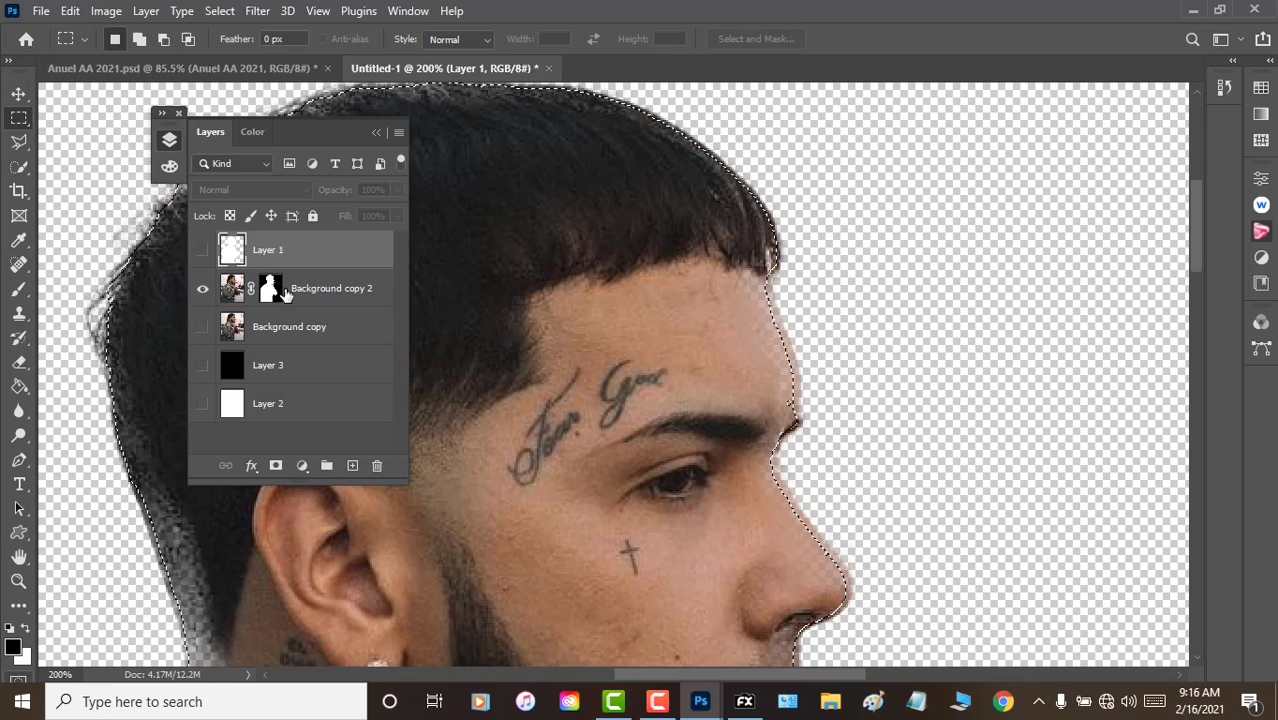 Ps File Edit Image Layer Type Select Filter 3D View Plugins Window Help
Feather: 0 px Anti-alias Style: Normal Width: Height: Select and Mask...
Anuel AA 2021.psd @ 85.5% (Anuel AA 2021, RGB/8#) * × Untitled-1 @ 200% (Layer 1, RGB/8#) * ×
Layers Color
Kind
Normal Opacity: 100%
Lock: Fill: 100%
Layer 1
Background copy 2
Background copy
Layer 3
Layer 2
fx
200% Doc: 4.17M/12.2M
Type here to search
Ps FX
9:16 AM
2/16/2021